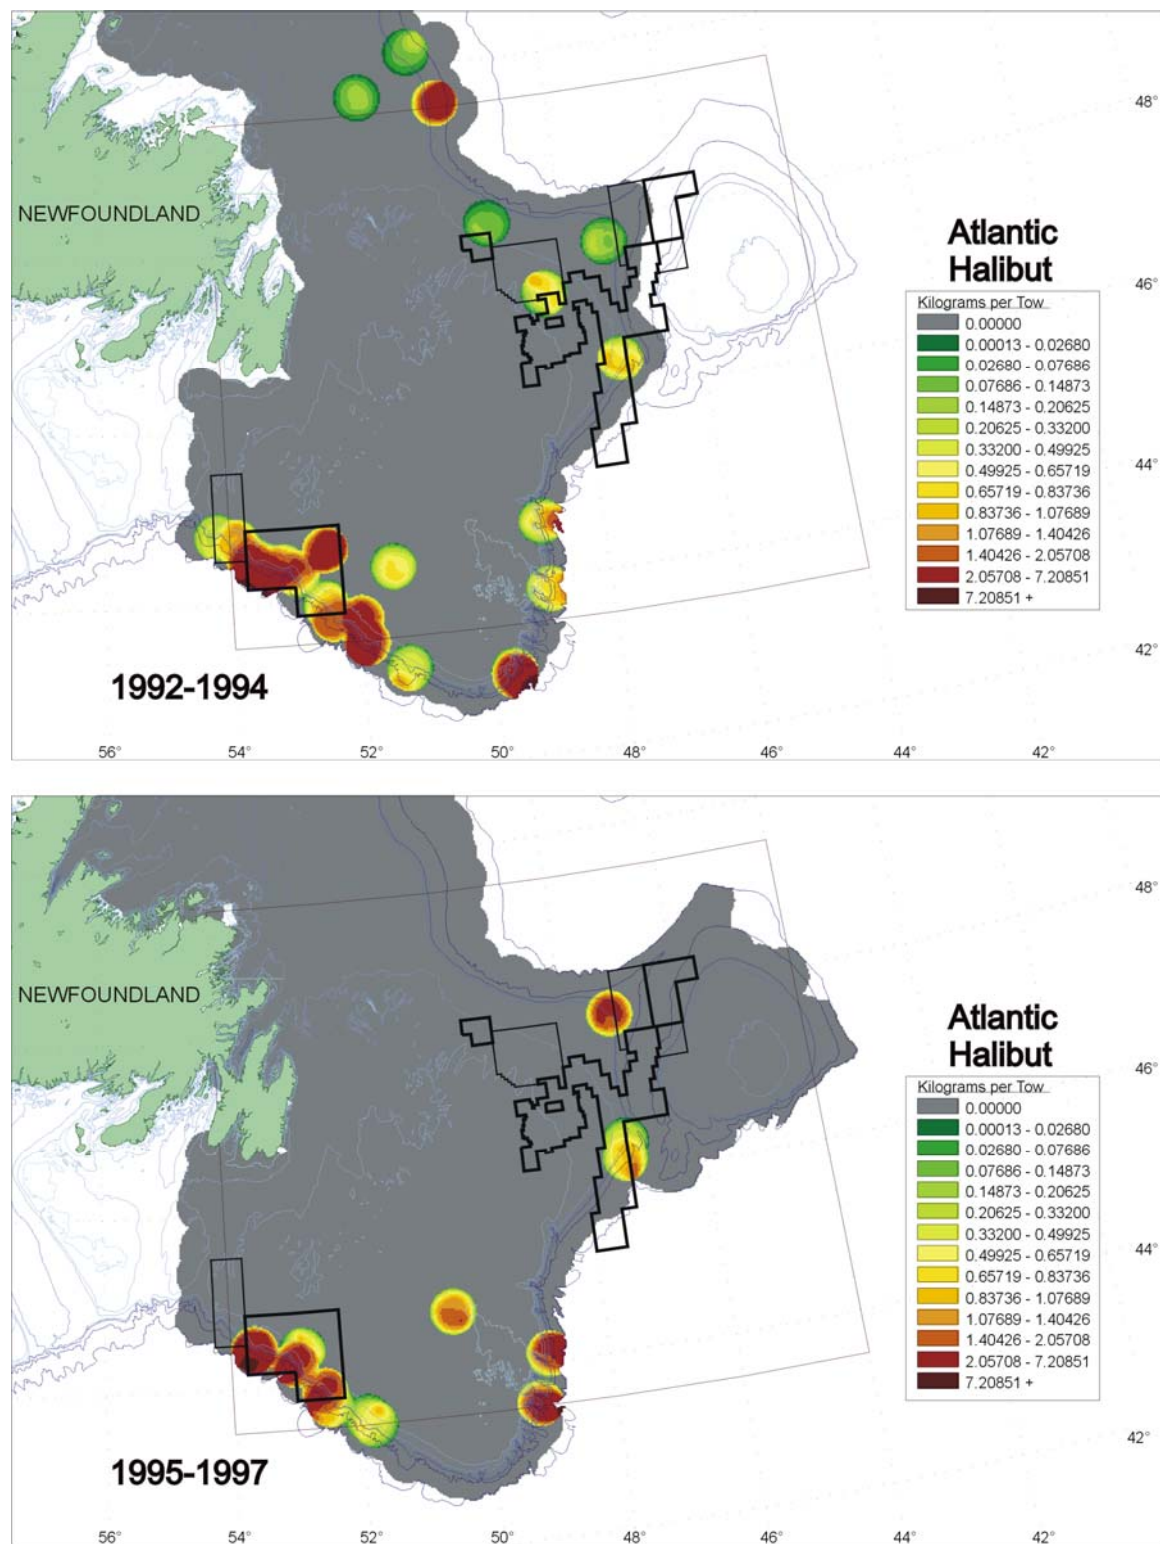 NEWFOUNDLAND
48°
Atlantic
Halibut
46°
Kilograms per Tow
0.00000
0.00013 - 0.02680
0.02680 - 0.07686
0.07686 - 0.14873
0.14873 - 0.20625
0.20625 - 0.33200
0.33200 - 0.49925
0.49925 - 0.65719
0.65719 - 0.83736
0.83736 - 1.07689
1.07689 - 1.40426
1.40426 - 2.05708
2.05708 - 7.20851
7.20851 +
44°
42°
1992-1994
56° 54° 52° 50° 48° 46° 44° 42°
NEWFOUNDLAND
48°
Atlantic
Halibut
46°
Kilograms per Tow
0.00000
0.00013 - 0.02680
0.02680 - 0.07686
0.07686 - 0.14873
0.14873 - 0.20625
0.20625 - 0.33200
0.33200 - 0.49925
0.49925 - 0.65719
0.65719 - 0.83736
0.83736 - 1.07689
1.07689 - 1.40426
1.40426 - 2.05708
2.05708 - 7.20851
7.20851 +
44°
42°
1995-1997
56° 54° 52° 50° 48° 46° 44° 42°